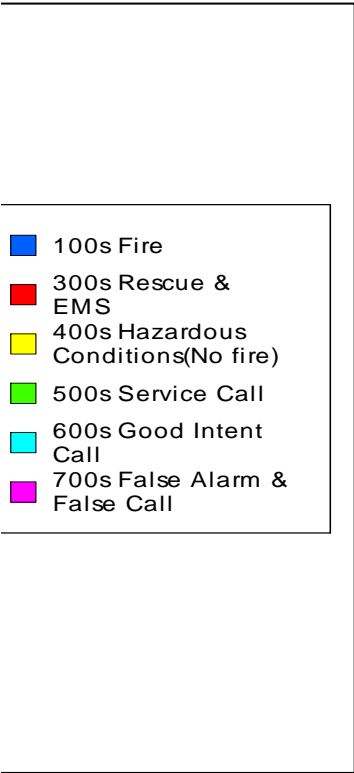 100s Fire
300s Rescue &
EMS
400s Hazardous
Conditions(No fire)
500s Service Call
600s Good Intent
Call
700s False Alarm &
False Call